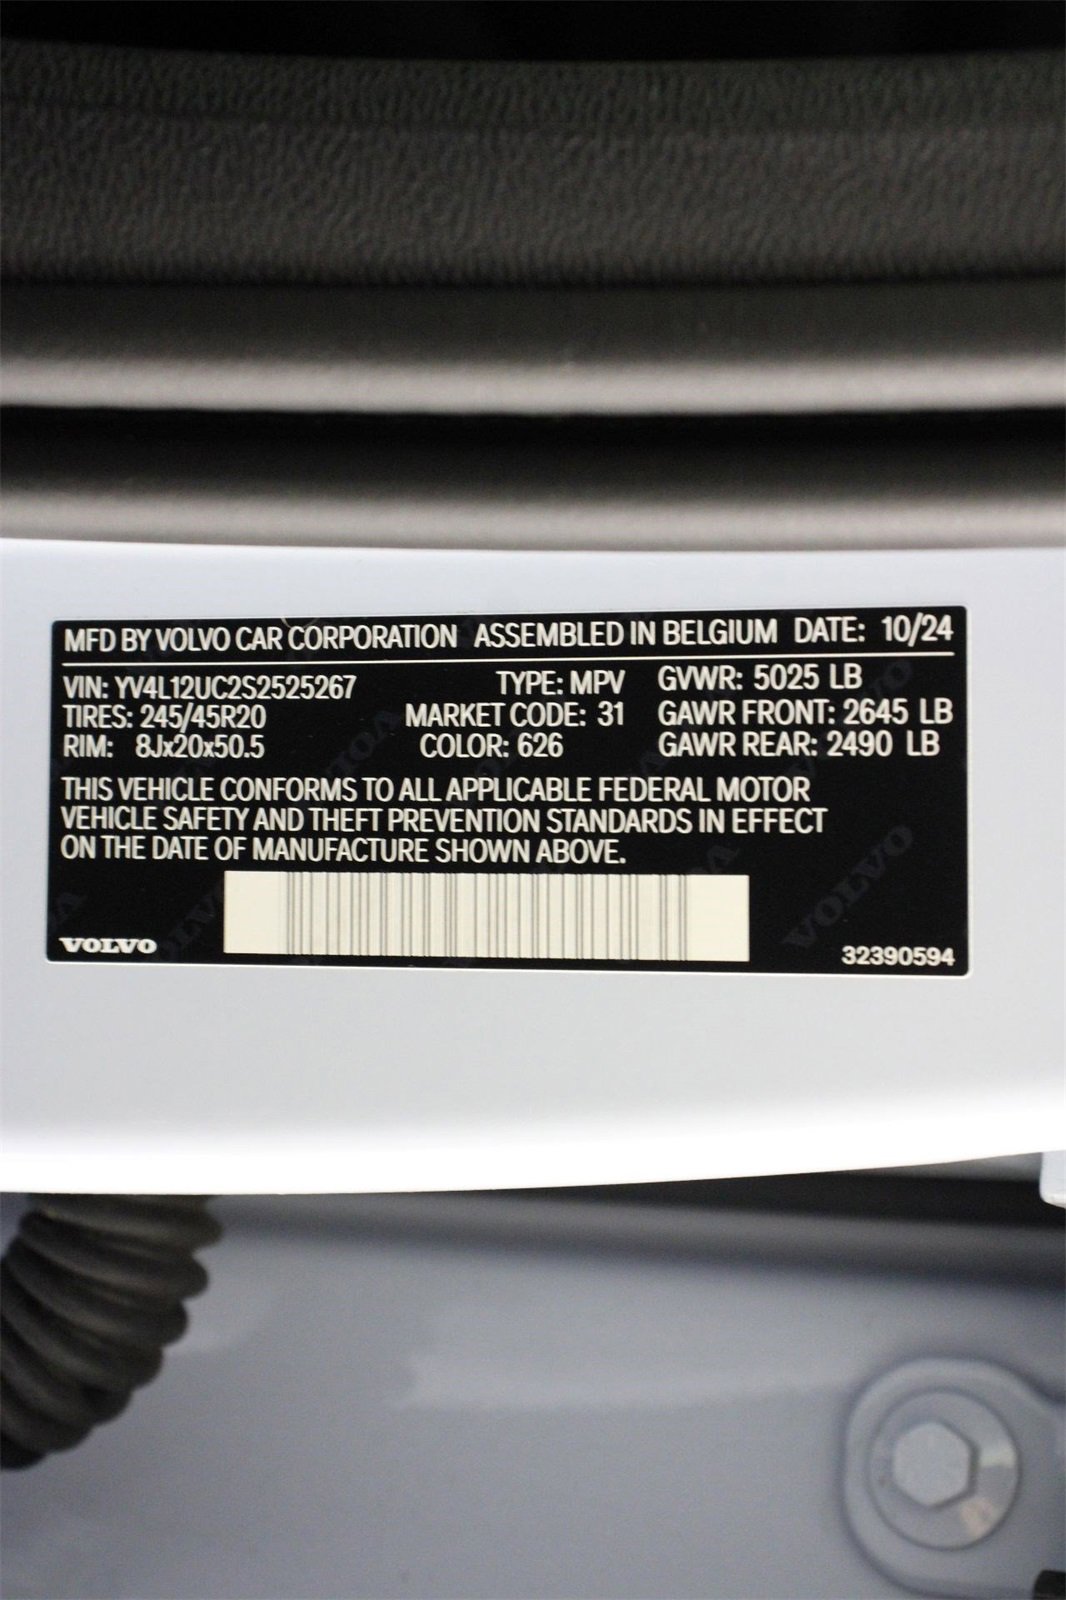 MFD BY VOLVO CAR CORPORATION ASSEMBLED IN BELGIUM DATE: 10/24
VIN: YV4L12UC2S2525267 TYPE: MPV GVWR: 5025 LB
TIRES: 245/45R20 MARKET CODE: 31 GAWR FRONT: 2645 LB
RIM: 8Jx20x50.5 COLOR: 626 GAWR REAR: 2490 LB
THIS VEHICLE CONFORMS TO ALL APPLICABLE FEDERAL MOTOR
VEHICLE SAFETY AND THEFT PREVENTION STANDARDS IN EFFECT
ON THE DATE OF MANUFACTURE SHOWN ABOVE.
VOLVO 32390594